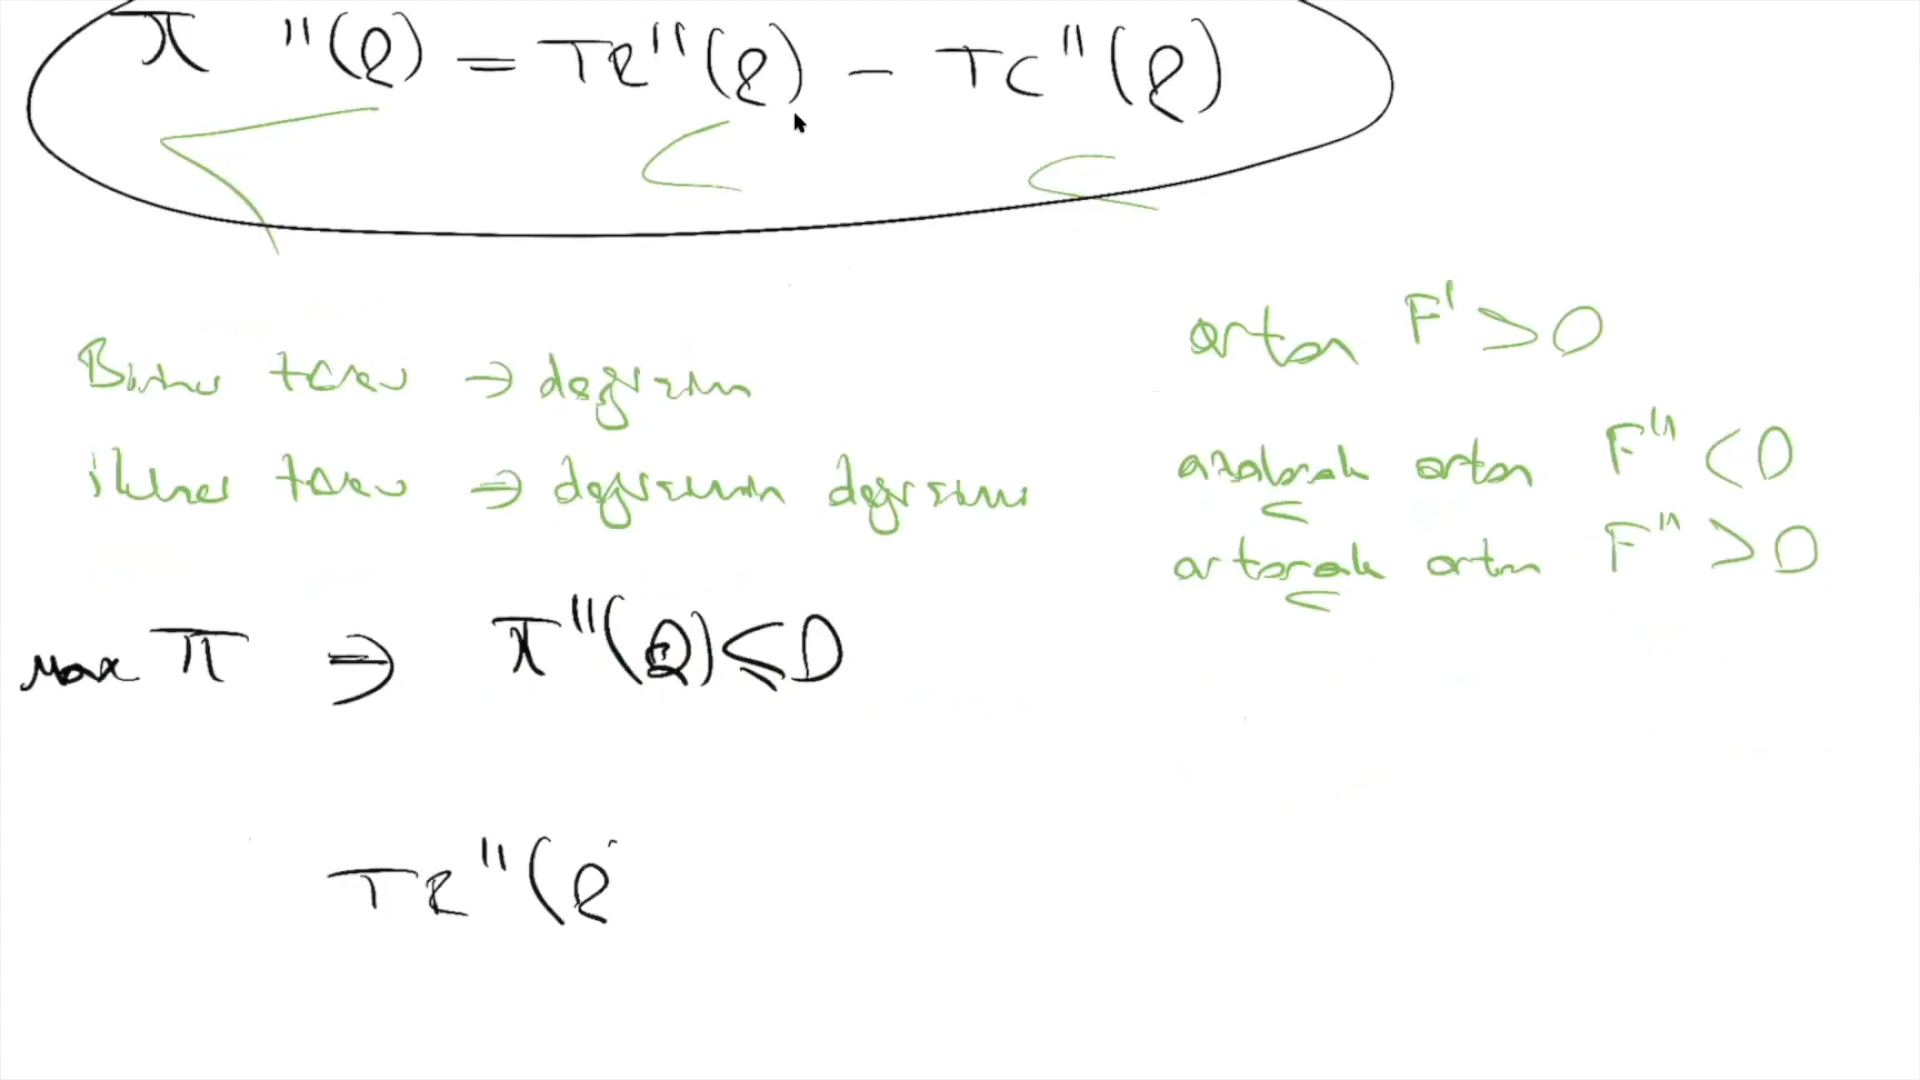 π''(Q) = TR''(Q) - TC''(Q)
Birinci türev → değişim
ikinci türev → değişimin değişimi
artan F' > 0
azalarak artan F'' < 0
artarak artan F'' > 0
max π ⇒ π''(Q) ≤ 0
TR''(Q